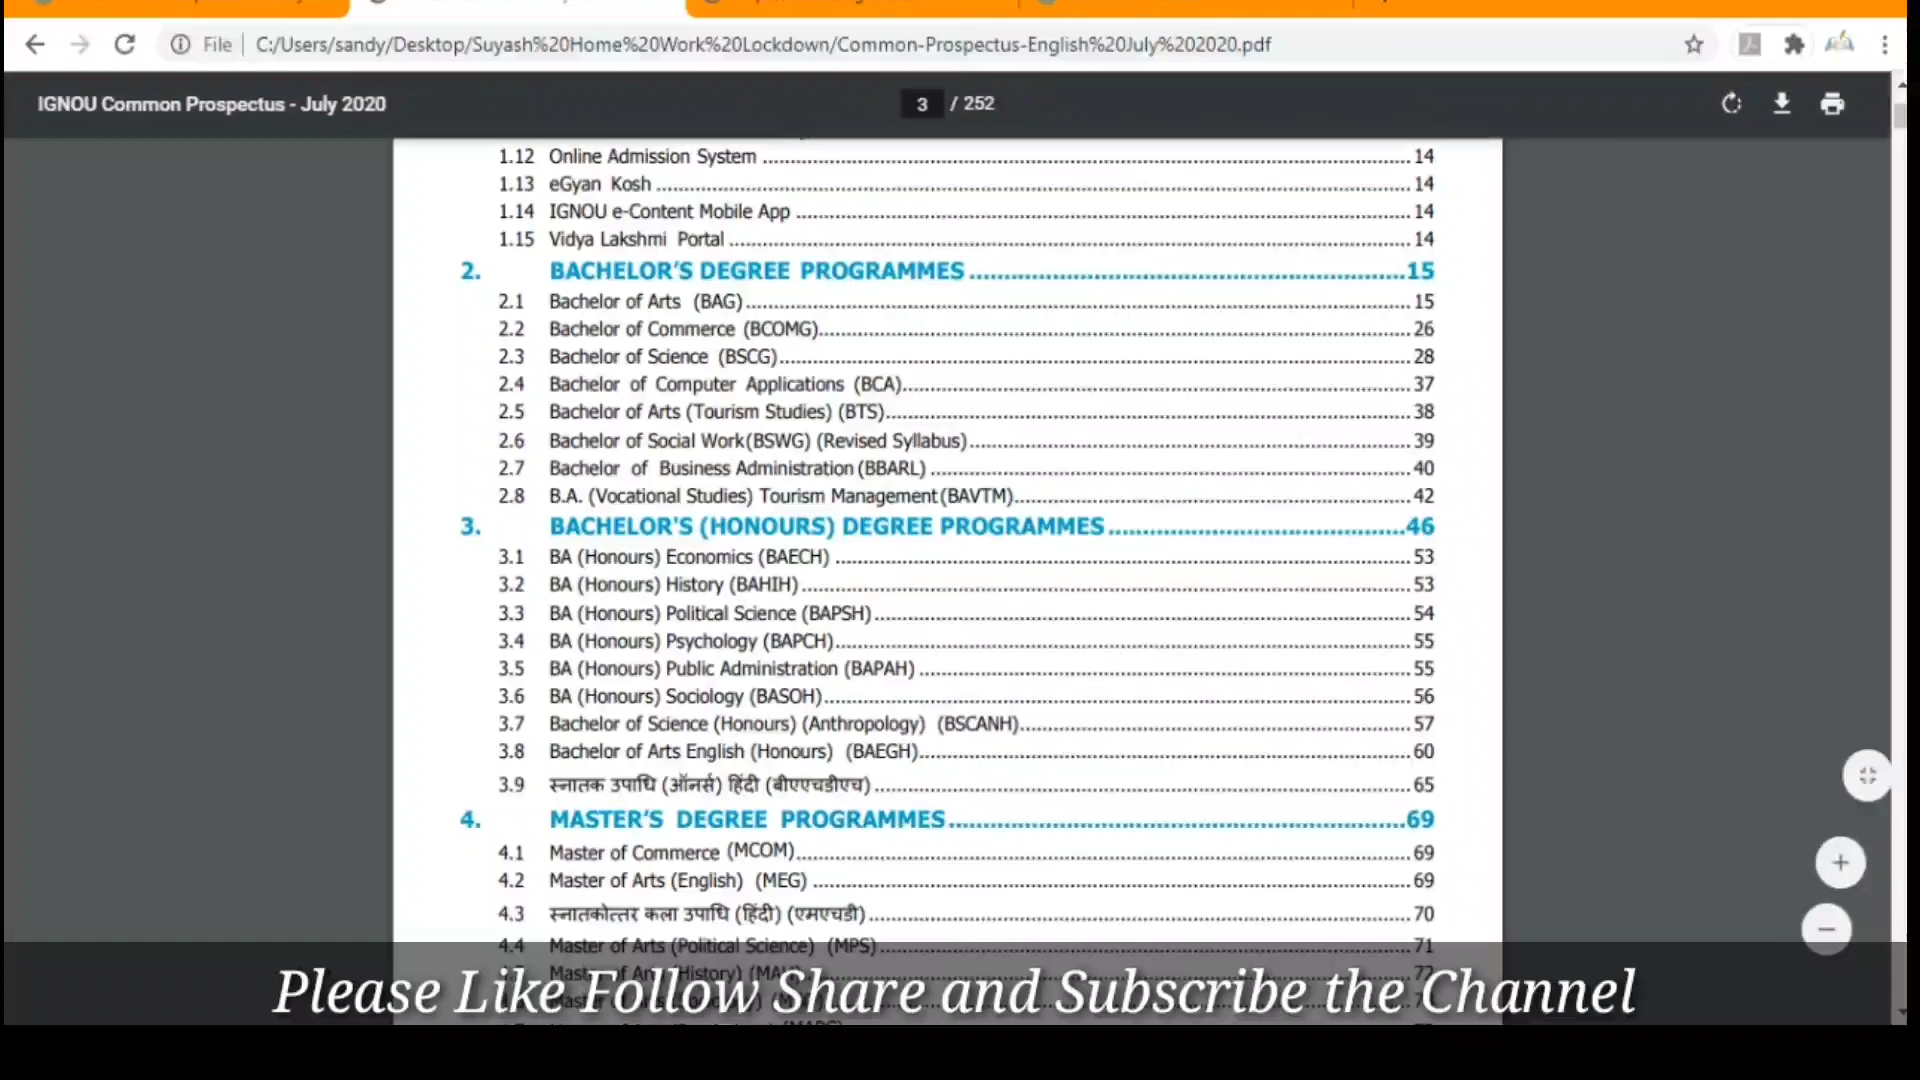 File
C:/Users/sandy/Desktop/Suyash%20Home%20Work%20Lockdown/Common-Prospectus-English%20July%202020.pdf
IGNOU Common Prospectus - July 2020
3 / 252
1.12 Online Admission System 14
1.13 eGyan Kosh 14
1.14 IGNOU e-Content Mobile App 14
1.15 Vidya Lakshmi Portal 14
2. BACHELOR'S DEGREE PROGRAMMES 15
2.1 Bachelor of Arts (BAG) 15
2.2 Bachelor of Commerce (BCOMG) 26
2.3 Bachelor of Science (BSCG) 28
2.4 Bachelor of Computer Applications (BCA) 37
2.5 Bachelor of Arts (Tourism Studies) (BTS) 38
2.6 Bachelor of Social Work(BSWG) (Revised Syllabus) 39
2.7 Bachelor of Business Administration (BBARL) 40
2.8 B.A. (Vocational Studies) Tourism Management(BAVTM) 42
3. BACHELOR'S (HONOURS) DEGREE PROGRAMMES 46
3.1 BA (Honours) Economics (BAECH) 53
3.2 BA (Honours) History (BAHIH) 53
3.3 BA (Honours) Political Science (BAPSH) 54
3.4 BA (Honours) Psychology (BAPCH) 55
3.5 BA (Honours) Public Administration (BAPAH) 55
3.6 BA (Honours) Sociology (BASOH) 56
3.7 Bachelor of Science (Honours) (Anthropology) (BSCANH) 57
3.8 Bachelor of Arts English (Honours) (BAEGH) 60
3.9 स्नातक उपाधि (ऑनर्स) हिंदी (बीएएचडीएच) 65
4. MASTER'S DEGREE PROGRAMMES 69
4.1 Master of Commerce (MCOM) 69
4.2 Master of Arts (English) (MEG) 69
4.3 स्नातकोत्तर कला उपाधि (हिंदी) (एमएचडी) 70
4.4 Master of Arts (Political Science) (MPS) 71
Please Like Follow Share and Subscribe the Channel